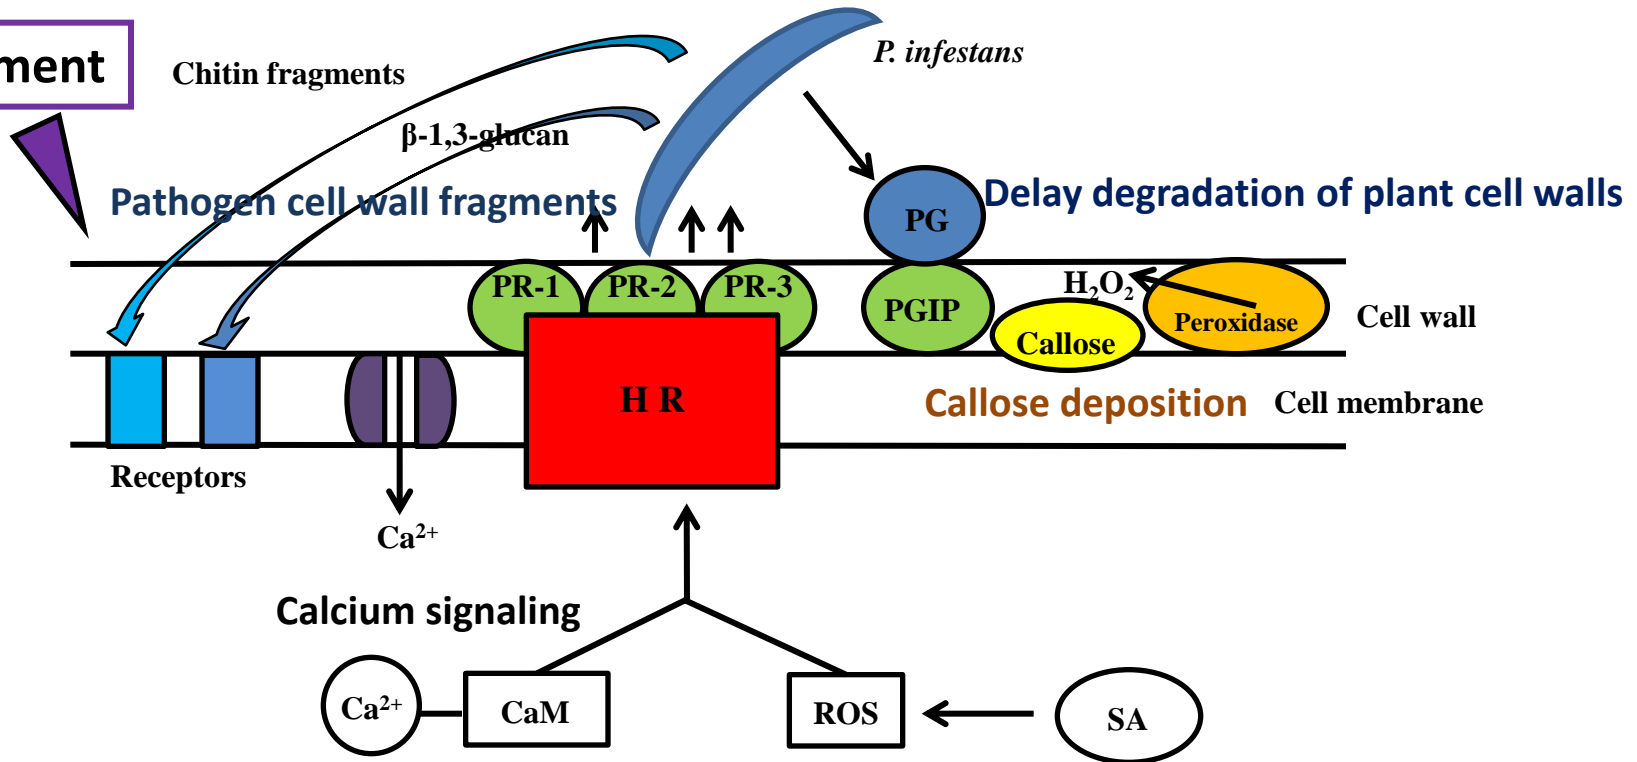 ment
Chitin fragments
P. infestans
β-1,3-glucan
Pathogen cell wall fragments
PG
Delay degradation of plant cell walls
PR-1
PR-2
PR-3
PGIP
H₂O₂
Callose
Peroxidase
Cell wall
H R
Callose deposition
Cell membrane
Receptors
Ca²⁺
Calcium signaling
Ca²⁺
CaM
ROS
SA